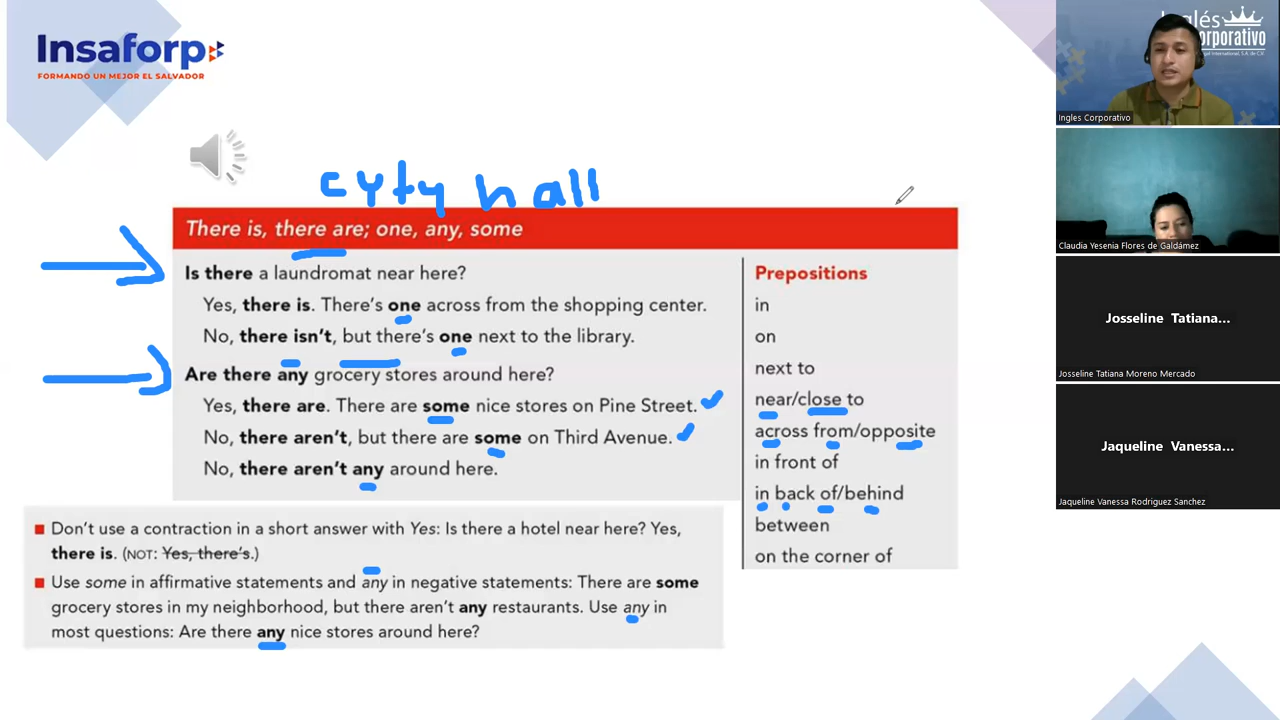 Insaforp
FORMANDO UN MEJOR EL SALVADOR
cyty hall
There is, there are; one, any, some
Is there a laundromat near here?
Yes, there is. There's one across from the shopping center.
No, there isn't, but there's one next to the library.
Are there any grocery stores around here?
Yes, there are. There are some nice stores on Pine Street.
No, there aren't, but there are some on Third Avenue.
No, there aren't any around here.
Prepositions
in
on
next to
near/close to
across from/opposite
in front of
in back of/behind
between
on the corner of
Don't use a contraction in a short answer with Yes: Is there a hotel near here? Yes,
there is. (NOT: Yes, there's.)
Use some in affirmative statements and any in negative statements: There are some
grocery stores in my neighborhood, but there aren't any restaurants. Use any in
most questions: Are there any nice stores around here?
Inglés
Corporativo
Ingles Corporativo
Claudia Yesenia Flores de Galdámez
Josseline Tatiana...
Josseline Tatiana Moreno Mercado
Jaqueline Vanessa...
Jaqueline Vanessa Rodriguez Sanchez